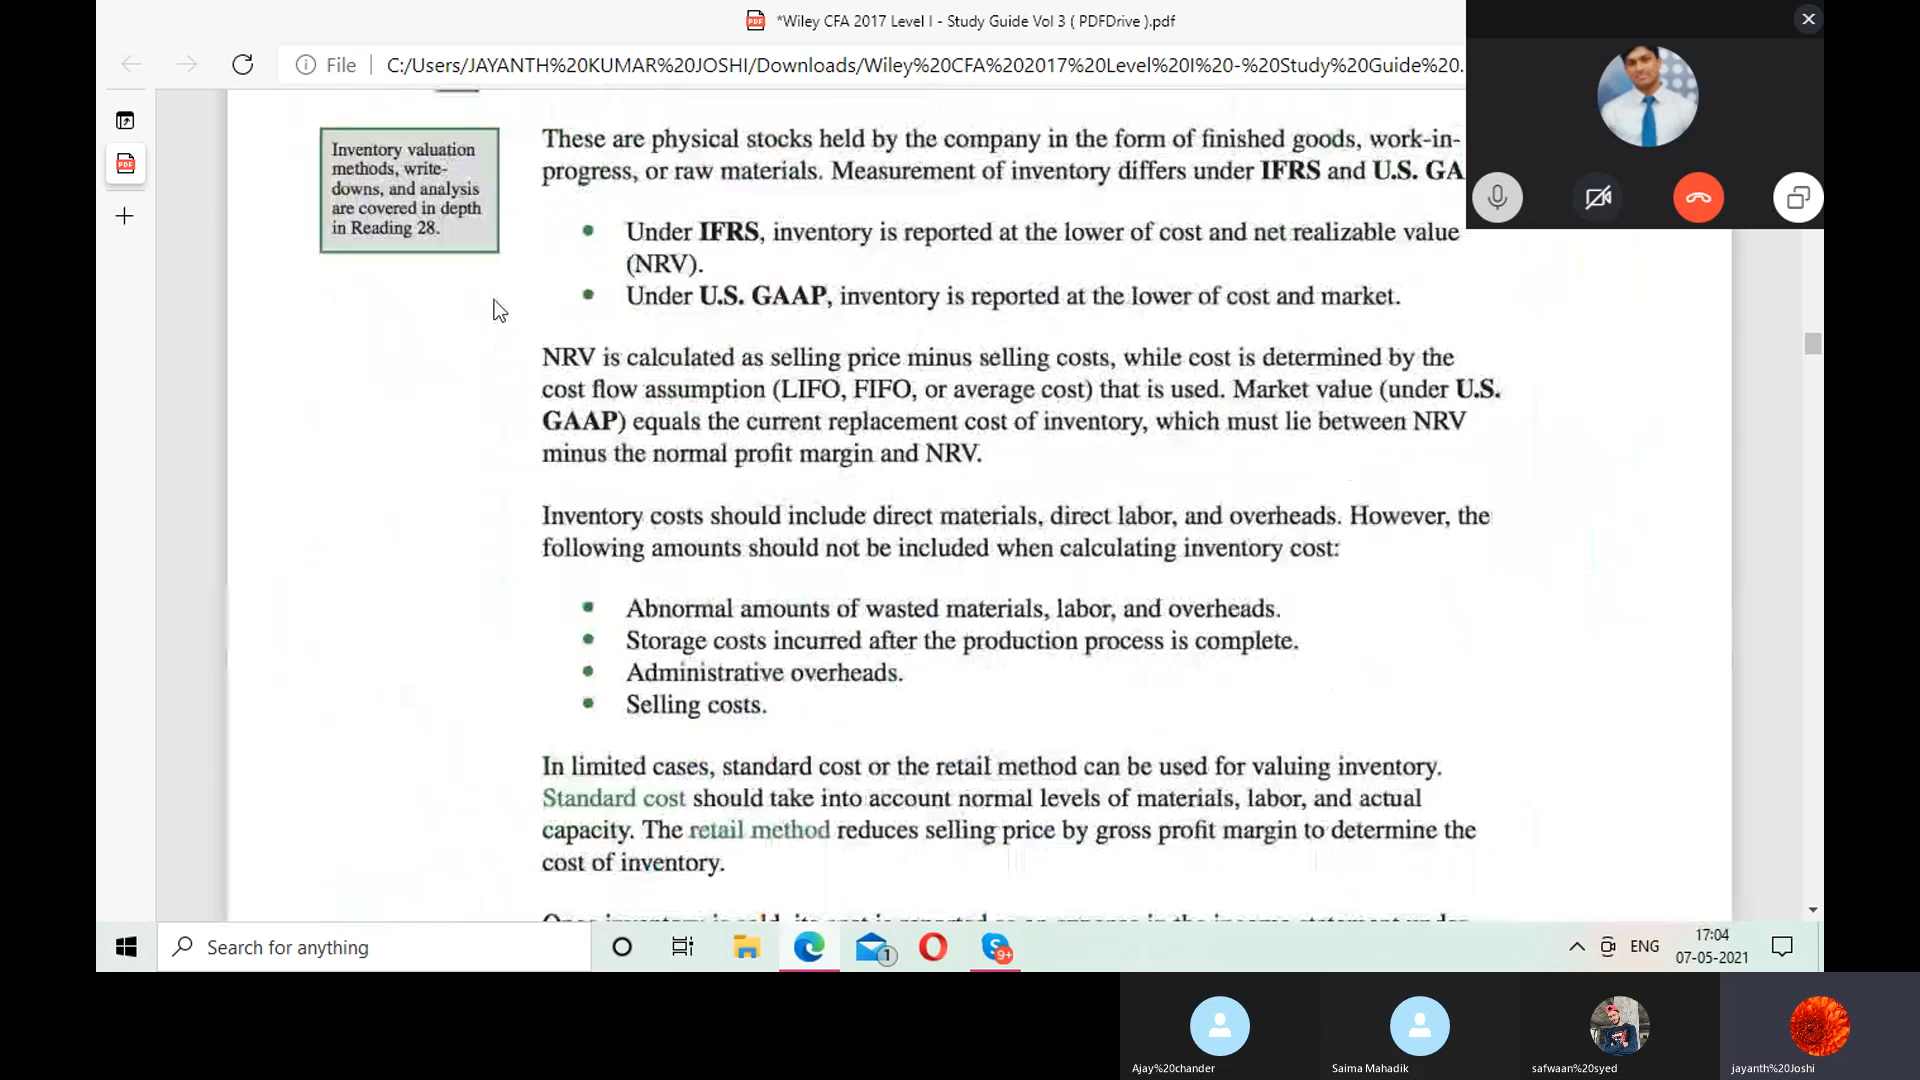 *Wiley CFA 2017 Level I - Study Guide Vol 3 ( PDFDrive ).pdf
File
C:/Users/JAYANTH%20KUMAR%20JOSHI/Downloads/Wiley%20CFA%202017%20Level%20I%20-%20Study%20Guide%20.
Inventory valuation
methods, write-
downs, and analysis
are covered in depth
in Reading 28.
These are physical stocks held by the company in the form of finished goods, work-in-
progress, or raw materials. Measurement of inventory differs under IFRS and U.S. GA
• Under IFRS, inventory is reported at the lower of cost and net realizable value
(NRV).
• Under U.S. GAAP, inventory is reported at the lower of cost and market.
NRV is calculated as selling price minus selling costs, while cost is determined by the
cost flow assumption (LIFO, FIFO, or average cost) that is used. Market value (under U.S.
GAAP) equals the current replacement cost of inventory, which must lie between NRV
minus the normal profit margin and NRV.
Inventory costs should include direct materials, direct labor, and overheads. However, the
following amounts should not be included when calculating inventory cost:
• Abnormal amounts of wasted materials, labor, and overheads.
• Storage costs incurred after the production process is complete.
• Administrative overheads.
• Selling costs.
In limited cases, standard cost or the retail method can be used for valuing inventory.
Standard cost should take into account normal levels of materials, labor, and actual
capacity. The retail method reduces selling price by gross profit margin to determine the
cost of inventory.
Search for anything
1
9+
ENG
17:04
07-05-2021
Ajay%20chander
Saima Mahadik
safwaan%20syed
jayanth%20Joshi